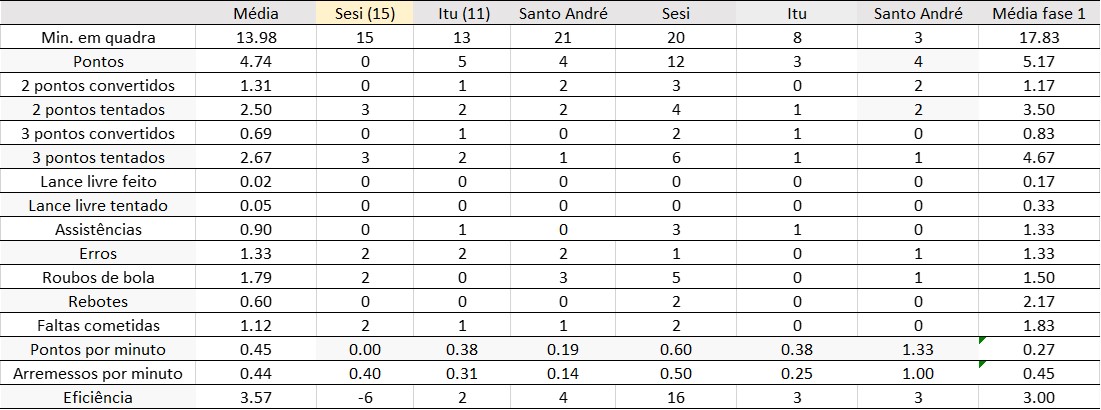 Média Sesi (15) Itu (11) Santo André Sesi Itu Santo André Média fase 1
Min. em quadra 13.98 15 13 21 20 8 3 17.83
Pontos 4.74 0 5 4 12 3 4 5.17
2 pontos convertidos 1.31 0 1 2 3 0 2 1.17
2 pontos tentados 2.50 3 2 2 4 1 2 3.50
3 pontos convertidos 0.69 0 1 0 2 1 0 0.83
3 pontos tentados 2.67 3 2 1 6 1 1 4.67
Lance livre feito 0.02 0 0 0 0 0 0 0.17
Lance livre tentado 0.05 0 0 0 0 0 0 0.33
Assistências 0.90 0 1 0 3 1 0 1.33
Erros 1.33 2 2 2 1 0 1 1.33
Roubos de bola 1.79 2 0 3 5 0 1 1.50
Rebotes 0.60 0 0 0 2 0 0 2.17
Faltas cometidas 1.12 2 1 1 2 0 0 1.83
Pontos por minuto 0.45 0.00 0.38 0.19 0.60 0.38 1.33 0.27
Arremessos por minuto 0.44 0.40 0.31 0.14 0.50 0.25 1.00 0.45
Eficiência 3.57 -6 2 4 16 3 3 3.00